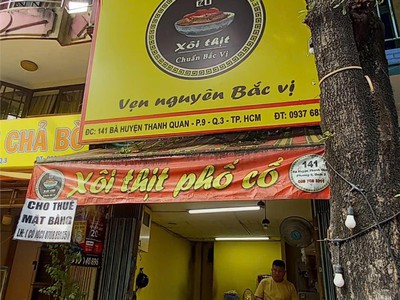 CỔ
Xôi thịt
Chuẩn Bắc Vị
Vẹn nguyên Bắc vị
ĐC: 141 BÀ HUYỆN THANH QUAN - P.9 - Q.3 - TP. HCM ĐT: 0937 68
CHẢ BÒ
Xôi thịt phố cổ
141
CHO THUÊ
MẶT BẰNG